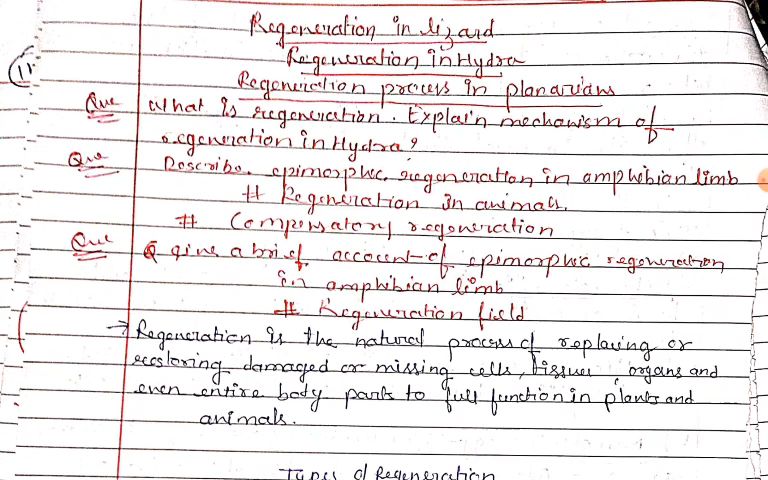 Regeneration in lizard
(11)
Regeneration in Hydra
Regeneration process in planarians
Que What is regeneration. Explain mechanism of
regeneration in Hydra?
Que Describe. epimorphic regeneration in amphibian limb
# Regeneration in animals.
# Compensatory regeneration
Que Q give a brief account of epimorphic regeneration
in amphibian limb
# Regeneration field
→ Regeneration is the natural process of replacing or
restoring damaged or missing cells, tissues organs and
even entire body parts to full function in plants and
animals.
Types of Regeneration